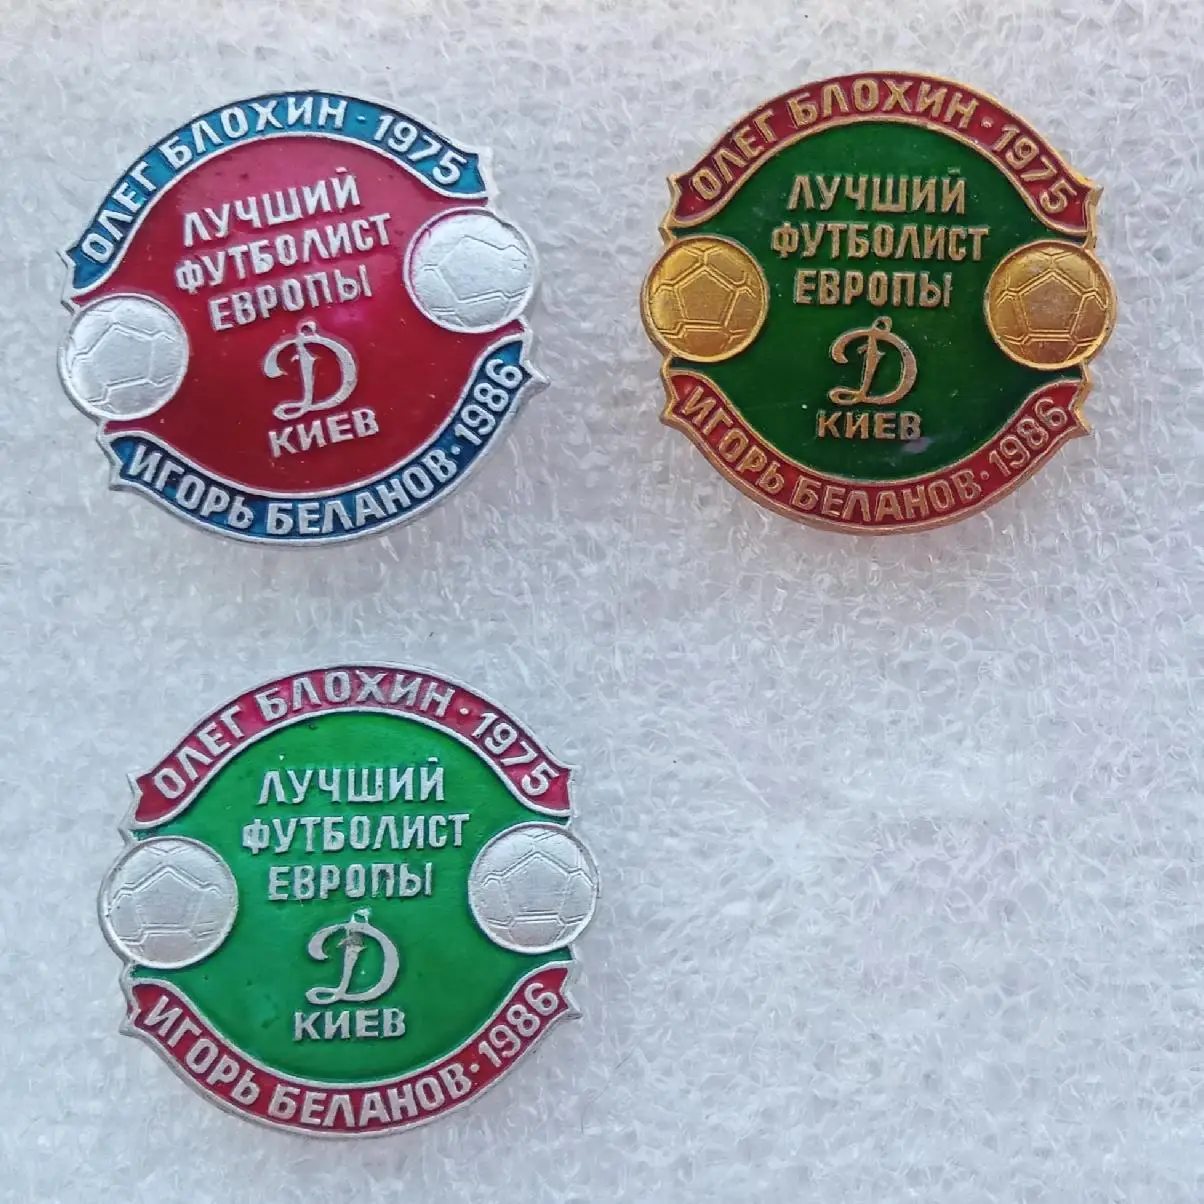 ОЛЕГ БЛОХИН · 1975
ЛУЧШИЙ
ФУТБОЛИСТ
ЕВРОПЫ
Д
КИЕВ
ИГОРЬ БЕЛАНОВ · 1986
ОЛЕГ БЛОХИН · 1975
ЛУЧШИЙ
ФУТБОЛИСТ
ЕВРОПЫ
Д
КИЕВ
ИГОРЬ БЕЛАНОВ · 1986
ОЛЕГ БЛОХИН · 1975
ЛУЧШИЙ
ФУТБОЛИСТ
ЕВРОПЫ
Д
КИЕВ
ИГОРЬ БЕЛАНОВ · 1986